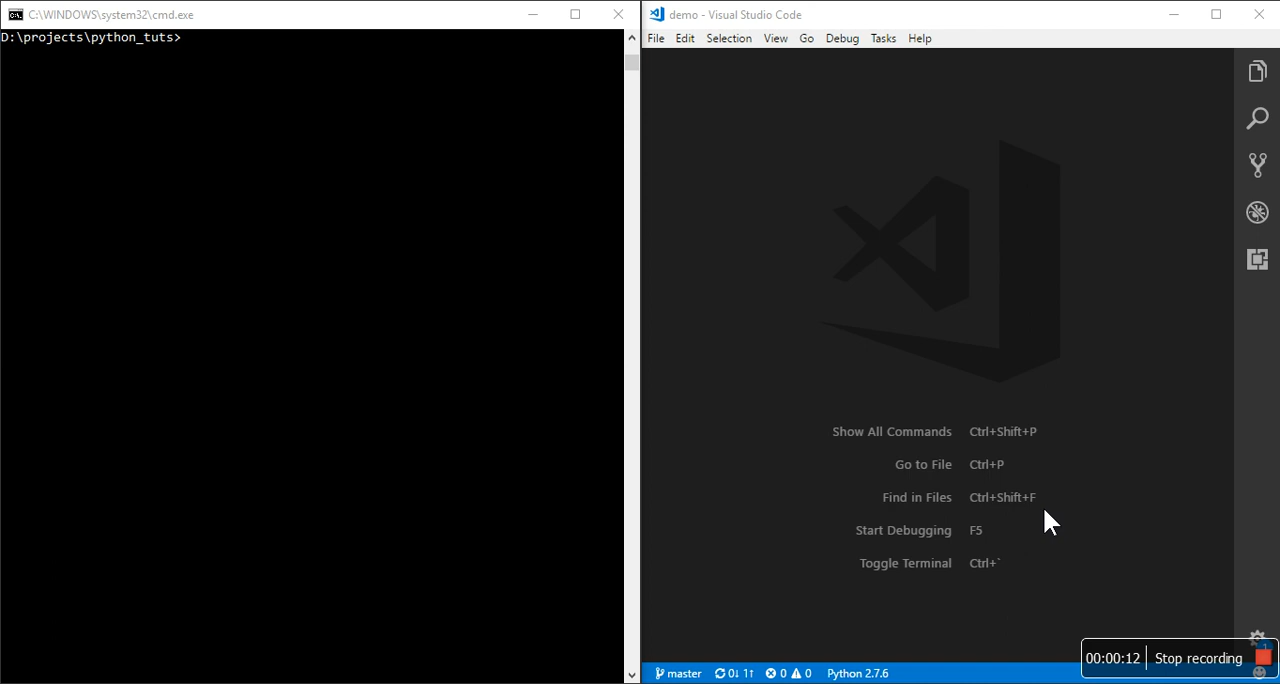 C:\WINDOWS\system32\cmd.exe
D:\projects\python_tuts>
demo - Visual Studio Code
File Edit Selection View Go Debug Tasks Help
Show All Commands Ctrl+Shift+P
Go to File Ctrl+P
Find in Files Ctrl+Shift+F
Start Debugging F5
Toggle Terminal Ctrl+`
master 0↓ 1↑ 0 0 Python 2.7.6
1
00:00:12 Stop recording